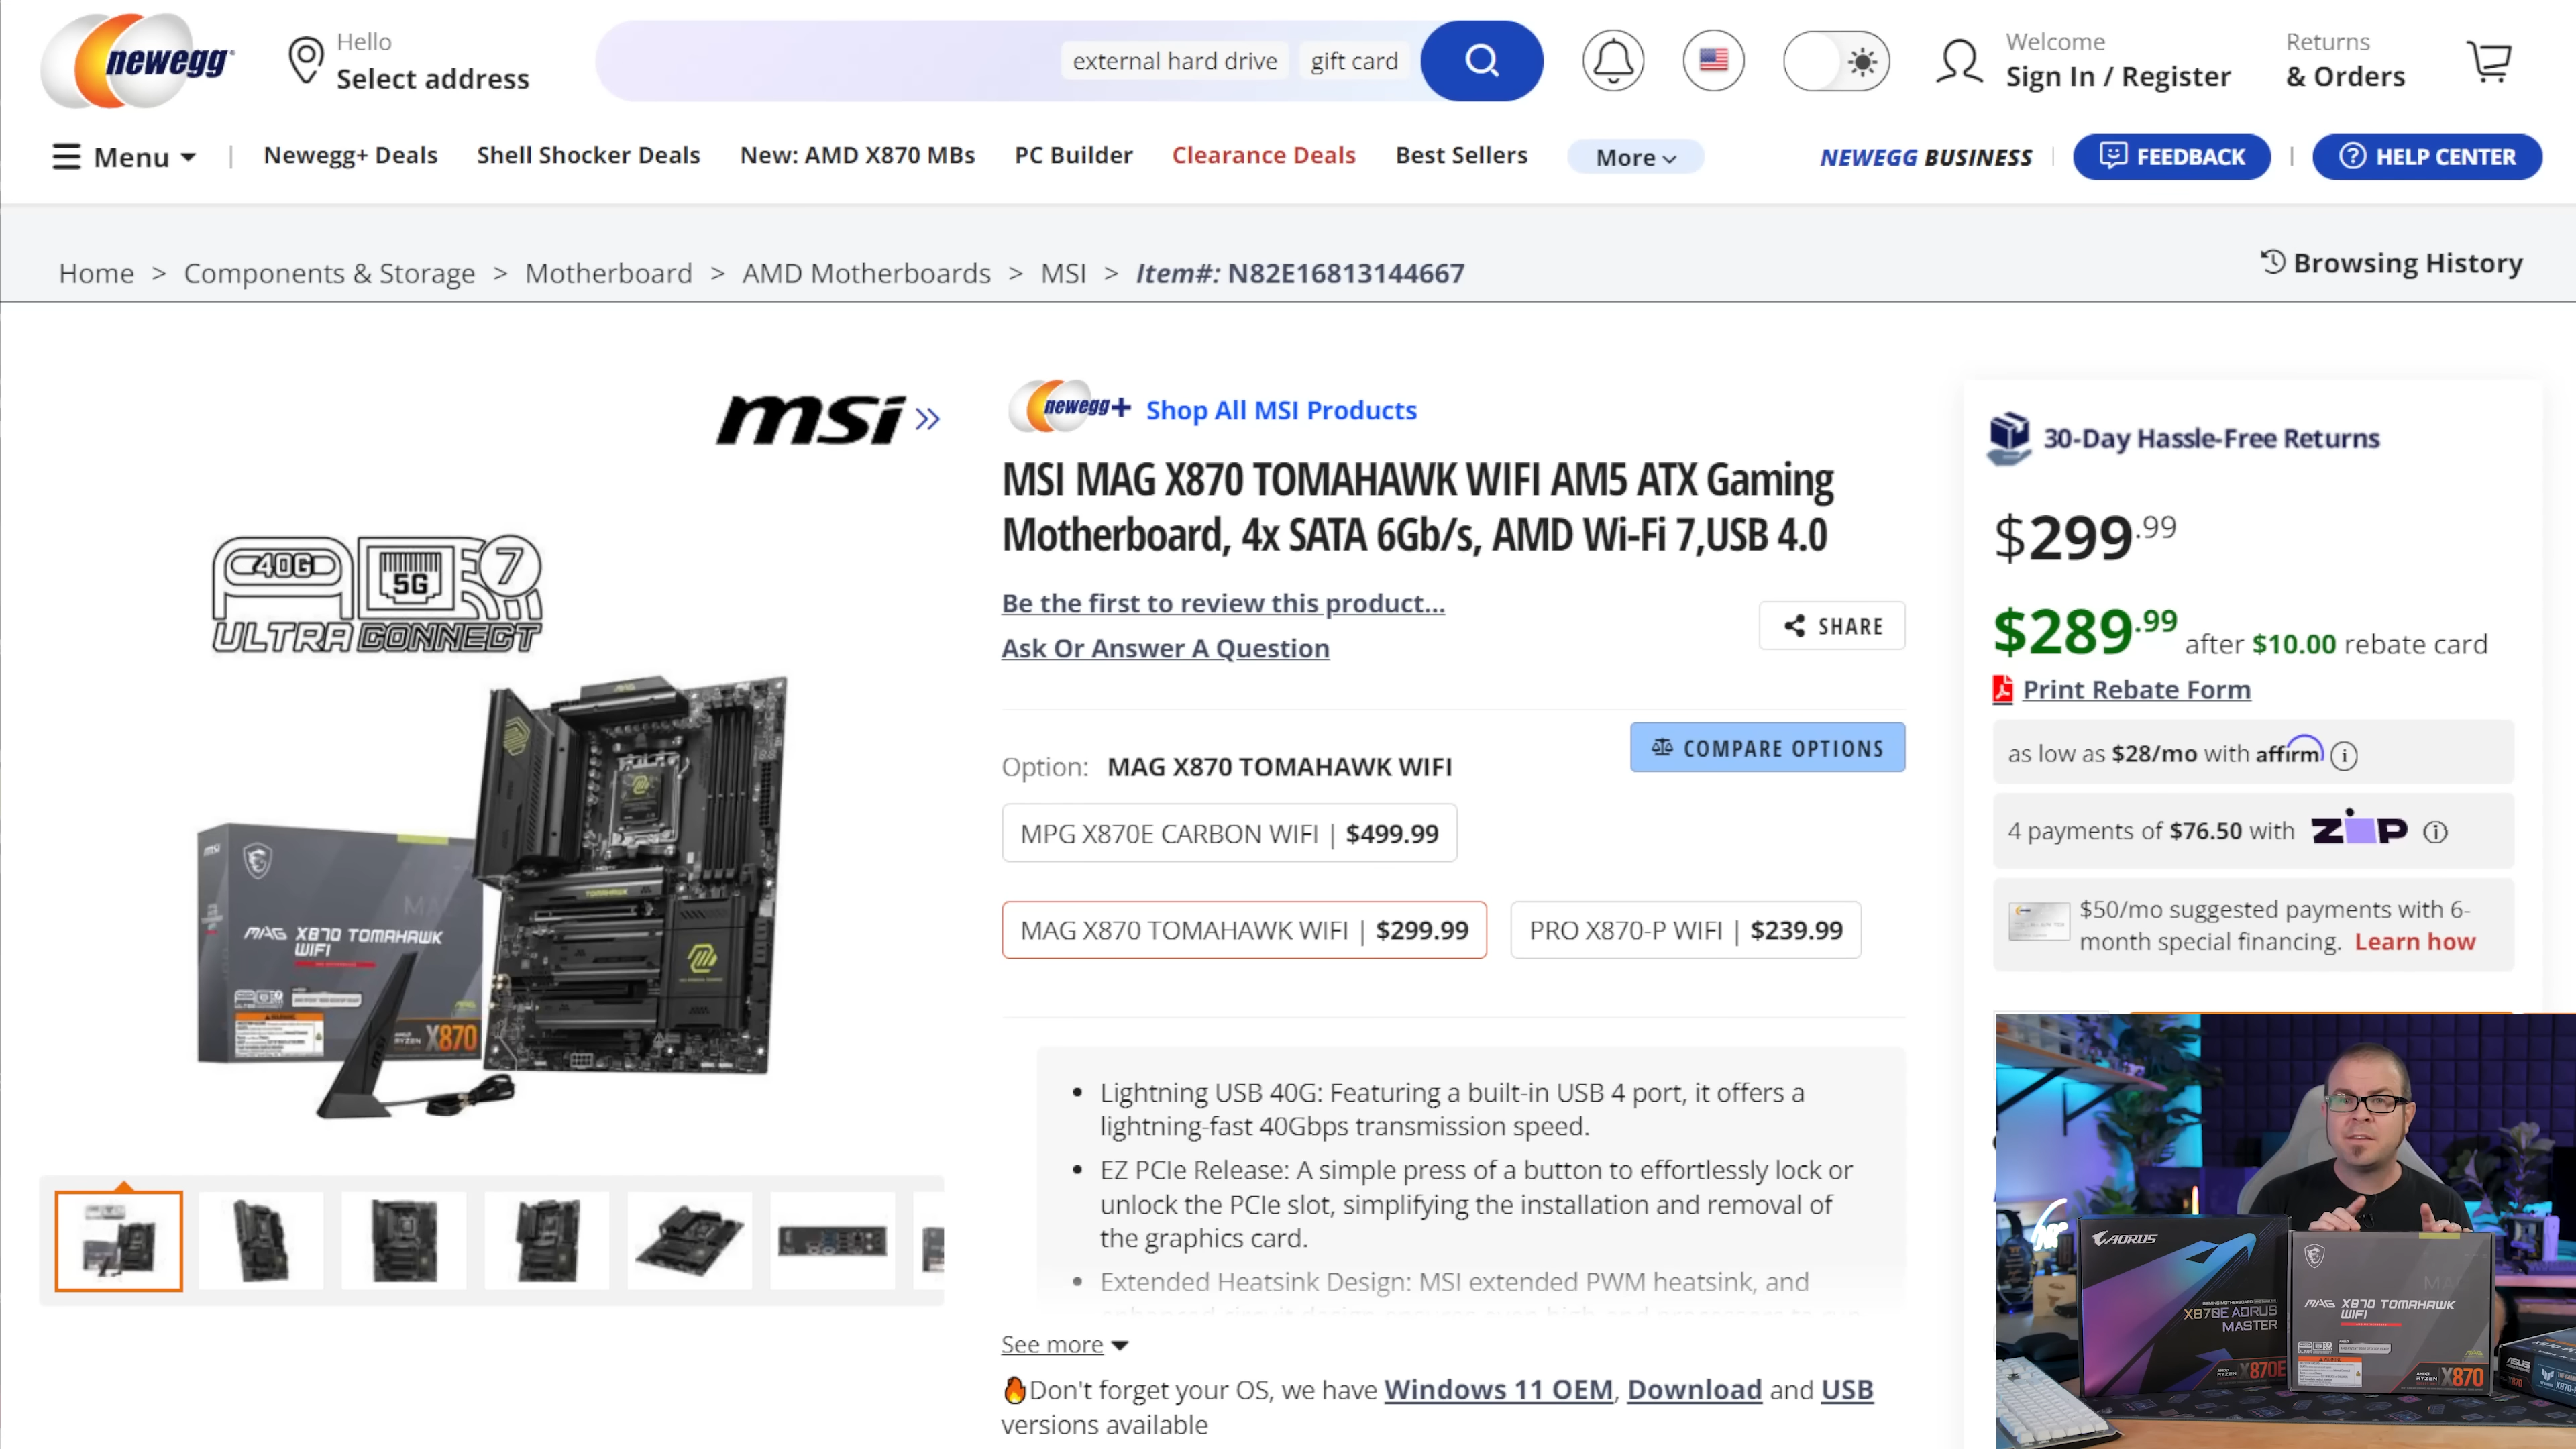 newegg
Hello
Select address
external hard drive
gift card
Welcome
Sign In / Register
Returns
& Orders
Menu
Newegg+ Deals
Shell Shocker Deals
New: AMD X870 MBs
PC Builder
Clearance Deals
Best Sellers
More
NEWEGG BUSINESS
FEEDBACK
HELP CENTER
Home > Components & Storage > Motherboard > AMD Motherboards > MSI > Item#: N82E16813144667
Browsing History
msi
40G
5G
7
ULTRA CONNECT
TOMAHAWK
msi
MAG X870 TOMAHAWK
WIFI
AMD
RYZEN
X870
msi
newegg+
Shop All MSI Products
MSI MAG X870 TOMAHAWK WIFI AM5 ATX Gaming
Motherboard, 4x SATA 6Gb/s, AMD Wi-Fi 7,USB 4.0
Be the first to review this product...
SHARE
Ask Or Answer A Question
COMPARE OPTIONS
Option: MAG X870 TOMAHAWK WIFI
MPG X870E CARBON WIFI | $499.99
MAG X870 TOMAHAWK WIFI | $299.99
PRO X870-P WIFI | $239.99
• Lightning USB 40G: Featuring a built-in USB 4 port, it offers a
lightning-fast 40Gbps transmission speed.
• EZ PCIe Release: A simple press of a button to effortlessly lock or
unlock the PCIe slot, simplifying the installation and removal of
the graphics card.
• Extended Heatsink Design: MSI extended PWM heatsink, and
See more
🔥Don't forget your OS, we have Windows 11 OEM, Download and USB
versions available
30-Day Hassle-Free Returns
$299.99
$289.99 after $10.00 rebate card
Print Rebate Form
as low as $28/mo with affirm
4 payments of $76.50 with ZIP
$50/mo suggested payments with 6-
month special financing. Learn how
AORUS
X870E AORUS
MASTER
X870E
MAG X870 TOMAHAWK
WIFI
AMD
RYZEN
X870
ASUS